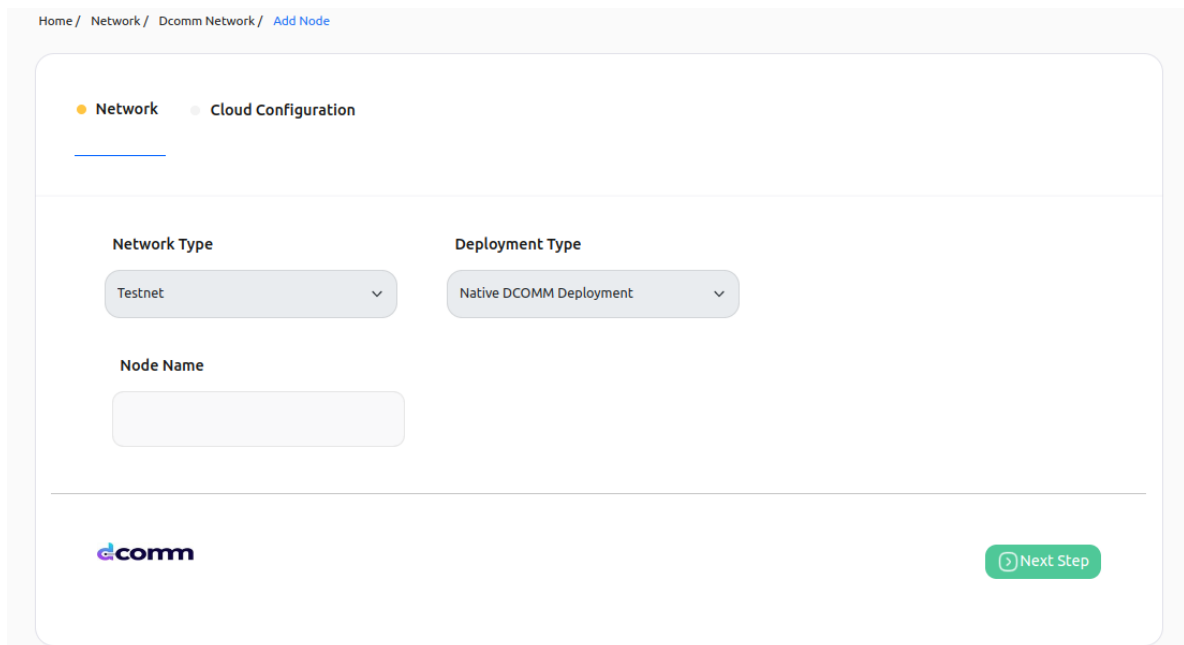 Home / Network / Dcomm Network / Add Node
Network Cloud Configuration
Network Type Deployment Type
Testnet Native DCOMM Deployment
Node Name
dcomm Next Step